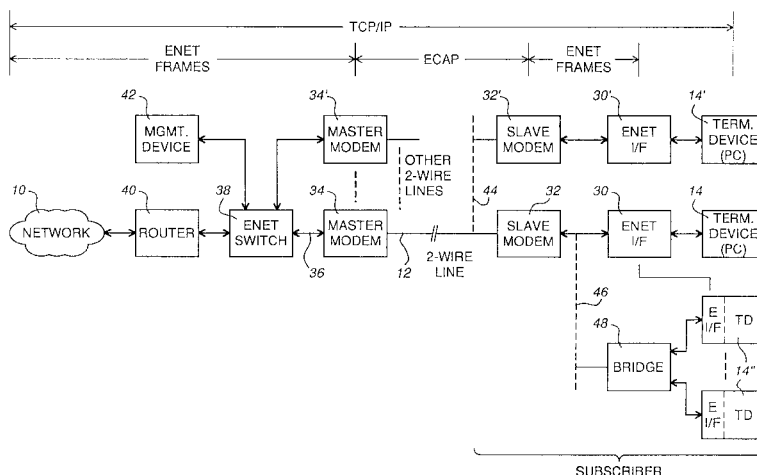 TCP/IP
ENET
FRAMES
ECAP
ENET
FRAMES
42
MGMT.
DEVICE
34'
MASTER
MODEM
32'
SLAVE
MODEM
30'
ENET
I/F
14'
TERM.
DEVICE
(PC)
OTHER
2-WIRE
LINES
10
NETWORK
40
ROUTER
38
ENET
SWITCH
36
34
MASTER
MODEM
12
2-WIRE
LINE
44
32
SLAVE
MODEM
30
ENET
I/F
14
TERM.
DEVICE
(PC)
46
48
BRIDGE
E
I/F
TD
14"
E
I/F
TD
SUBSCRIBER